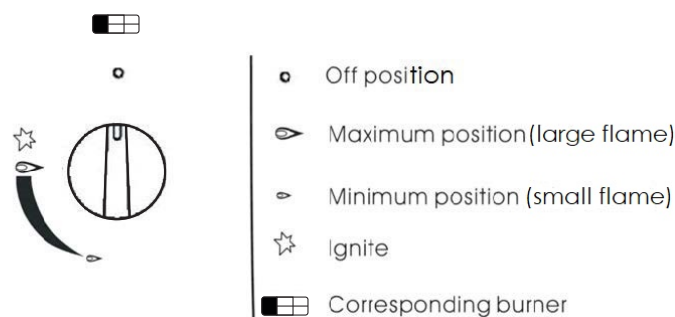 Off position
Maximum position (large flame)
Minimum position (small flame)
Ignite
Corresponding burner